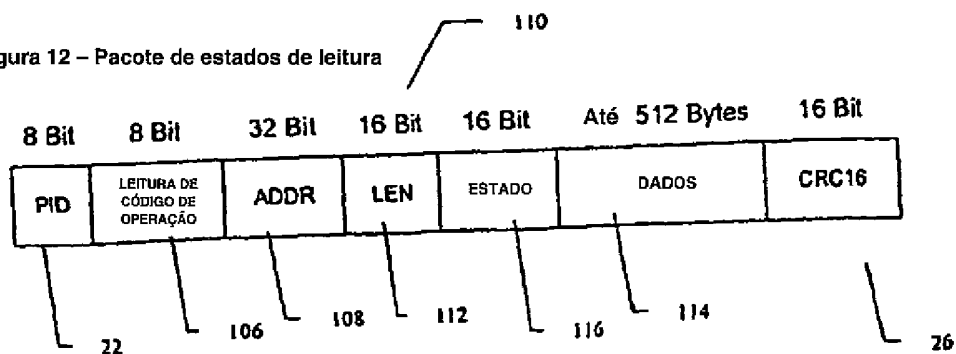 110
gura 12 – Pacote de estados de leitura
8 Bit 8 Bit 32 Bit 16 Bit 16 Bit Até 512 Bytes 16 Bit
PID LEITURA DE CÓDIGO DE OPERAÇÃO ADDR LEN ESTADO DADOS CRC16
22 106 108 112 116 114 26